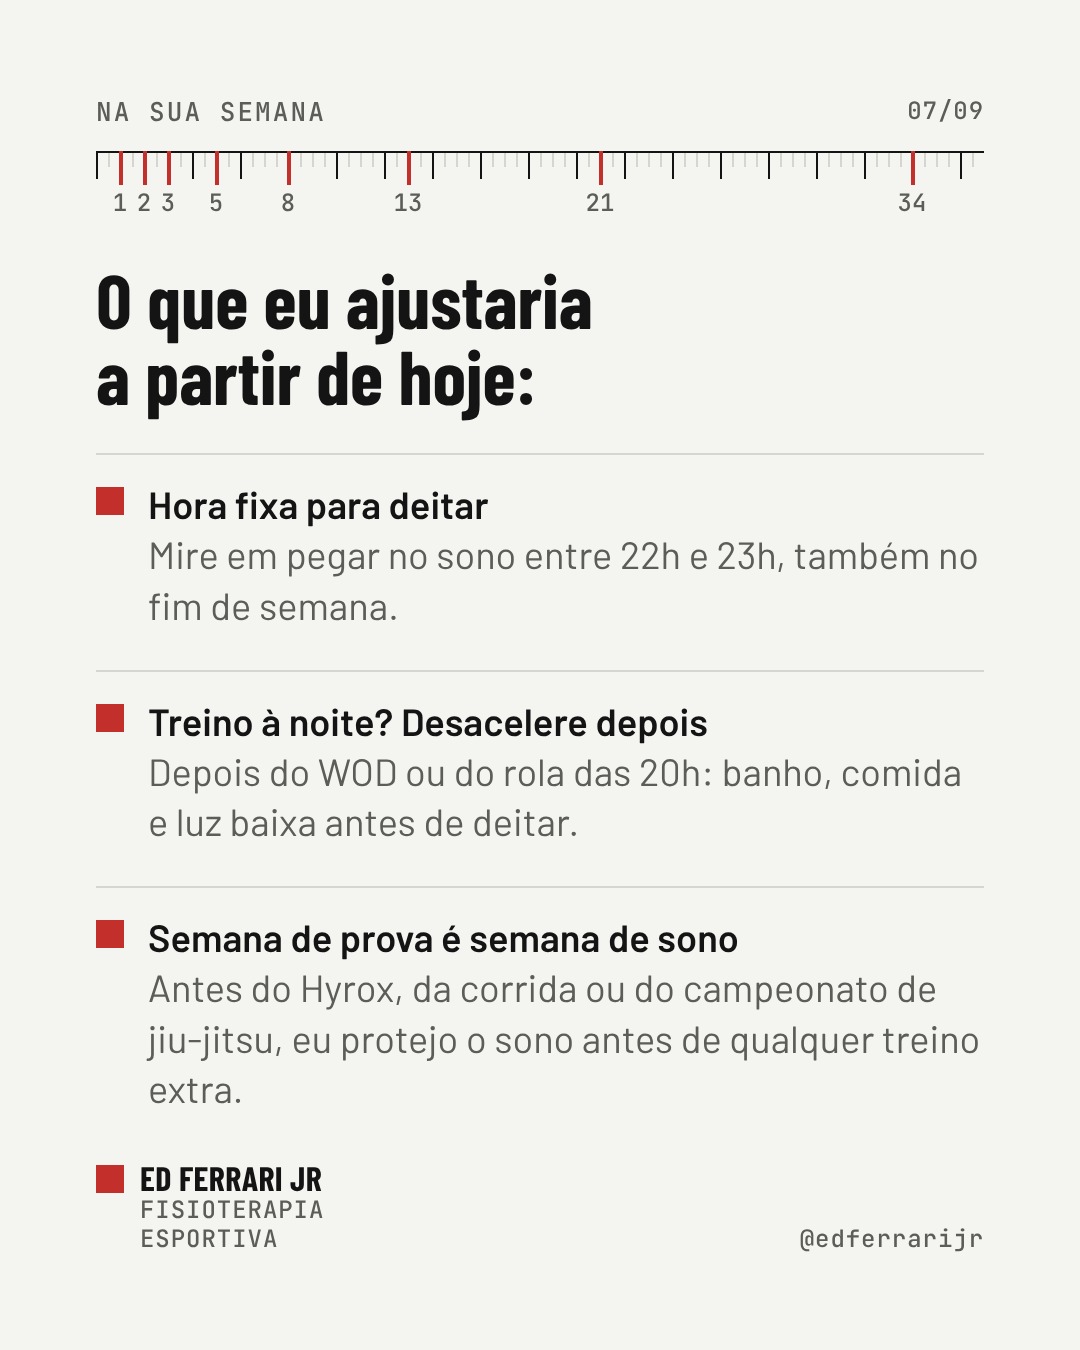 NA SUA SEMANA
07/09
1 2 3 5 8 13 21 34
O que eu ajustaria
a partir de hoje:
Hora fixa para deitar
Mire em pegar no sono entre 22h e 23h, também no
fim de semana.
Treino à noite? Desacelere depois
Depois do WOD ou do rola das 20h: banho, comida
e luz baixa antes de deitar.
Semana de prova é semana de sono
Antes do Hyrox, da corrida ou do campeonato de
jiu-jitsu, eu protejo o sono antes de qualquer treino
extra.
ED FERRARI JR
FISIOTERAPIA
ESPORTIVA
@edferrarijr